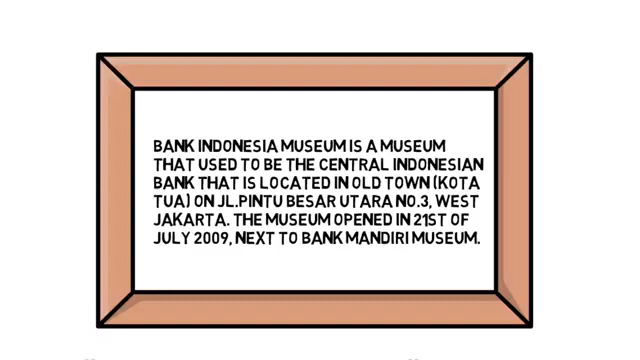 BANK INDONESIA MUSEUM IS A MUSEUM
THAT USED TO BE THE CENTRAL INDONESIAN
BANK THAT IS LOCATED IN OLD TOWN (KOTA
TUA) ON JL.PINTU BESAR UTARA NO.3, WEST
JAKARTA. THE MUSEUM OPENED IN 21ST OF
JULY 2009, NEXT TO BANK MANDIRI MUSEUM.